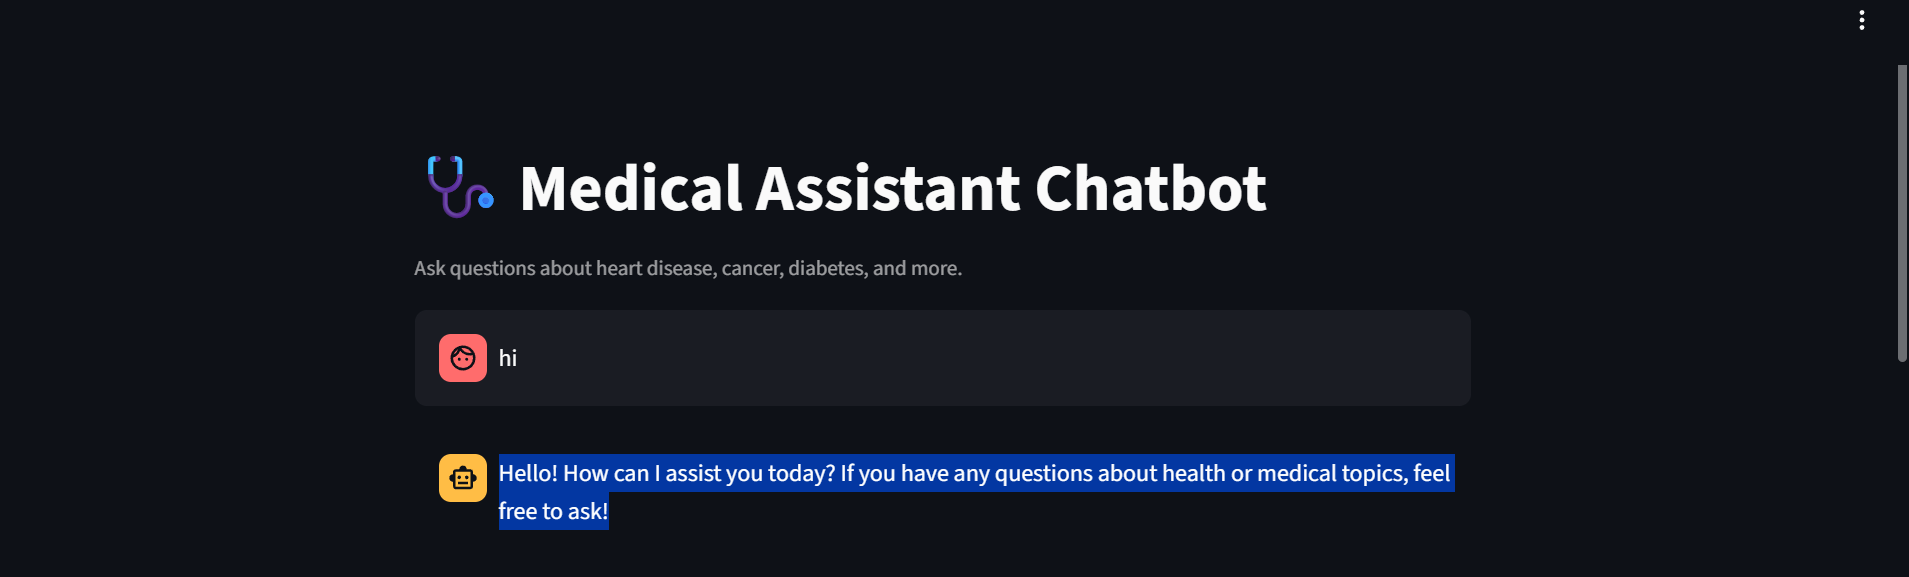 Medical Assistant Chatbot
Ask questions about heart disease, cancer, diabetes, and more.
hi
Hello! How can I assist you today? If you have any questions about health or medical topics, feel
free to ask!